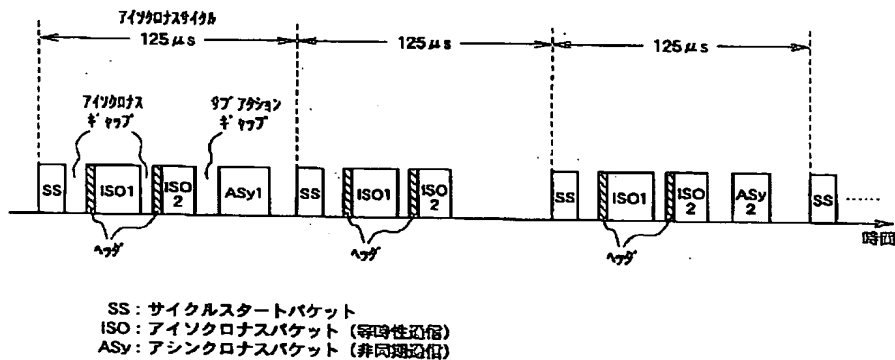 アイソクロナスサイクル
125μs
125μs
125μs
アイソクロナス
ギャップ
サブアクション
ギャップ
SS
ISO1
ISO
2
ASy1
SS
ISO1
ISO
2
SS
ISO1
ISO
2
ASy
2
SS
……
時間
ヘッダ
ヘッダ
ヘッダ
SS：サイクルスタートパケット
ISO：アイソクロナスパケット（等時性通信）
ASy：アシンクロナスパケット（非同期通信）